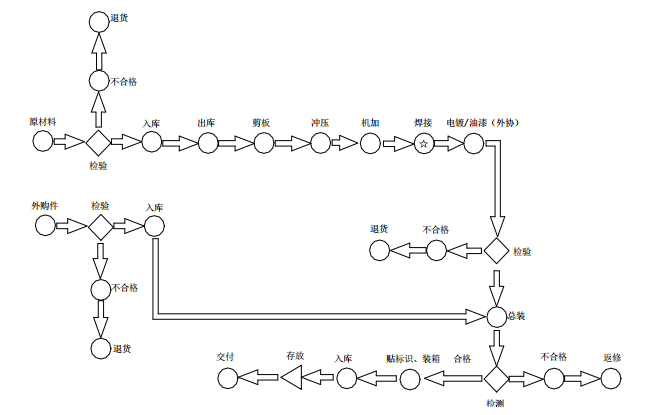 退货
不合格
原材料
检验
入库
出库
剪板
冲压
机加
焊接
电镀/油漆（外协）
外购件
检验
入库
不合格
退货
退货
不合格
检验
总装
交付
存放
入库
贴标识、装箱
合格
检测
不合格
返修